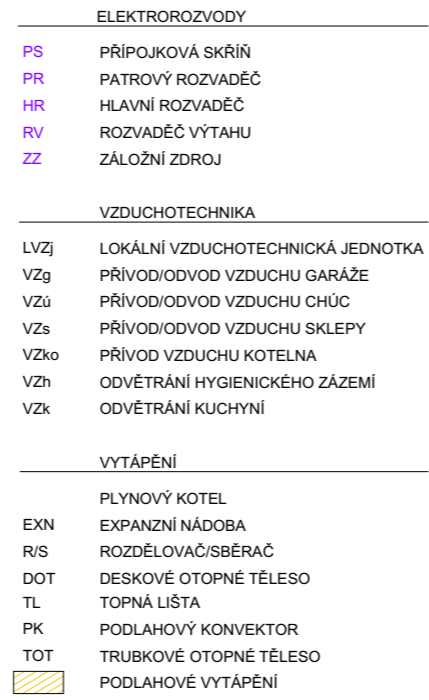 ELEKTROROZVODY
PS PŘÍPOJKOVÁ SKŘÍŇ
PR PATROVÝ ROZVADĚČ
HR HLAVNÍ ROZVADĚČ
RV ROZVADĚČ VÝTAHU
ZZ ZÁLOŽNÍ ZDROJ
VZDUCHOTECHNIKA
LVZj LOKÁLNÍ VZDUCHOTECHNICKÁ JEDNOTKA
VZg PŘÍVOD/ODVOD VZDUCHU GARÁŽE
VZú PŘÍVOD/ODVOD VZDUCHU CHÚC
VZs PŘÍVOD/ODVOD VZDUCHU SKLEPY
VZko PŘÍVOD VZDUCHU KOTELNA
VZh ODVĚTRÁNÍ HYGIENICKÉHO ZÁZEMÍ
VZk ODVĚTRÁNÍ KUCHYNÍ
VYTÁPĚNÍ
PLYNOVÝ KOTEL
EXN EXPANZNÍ NÁDOBA
R/S ROZDĚLOVAČ/SBĚRAČ
DOT DESKOVÉ OTOPNÉ TĚLESO
TL TOPNÁ LIŠTA
PK PODLAHOVÝ KONVEKTOR
TOT TRUBKOVÉ OTOPNÉ TĚLESO
PODLAHOVÉ VYTÁPĚNÍ